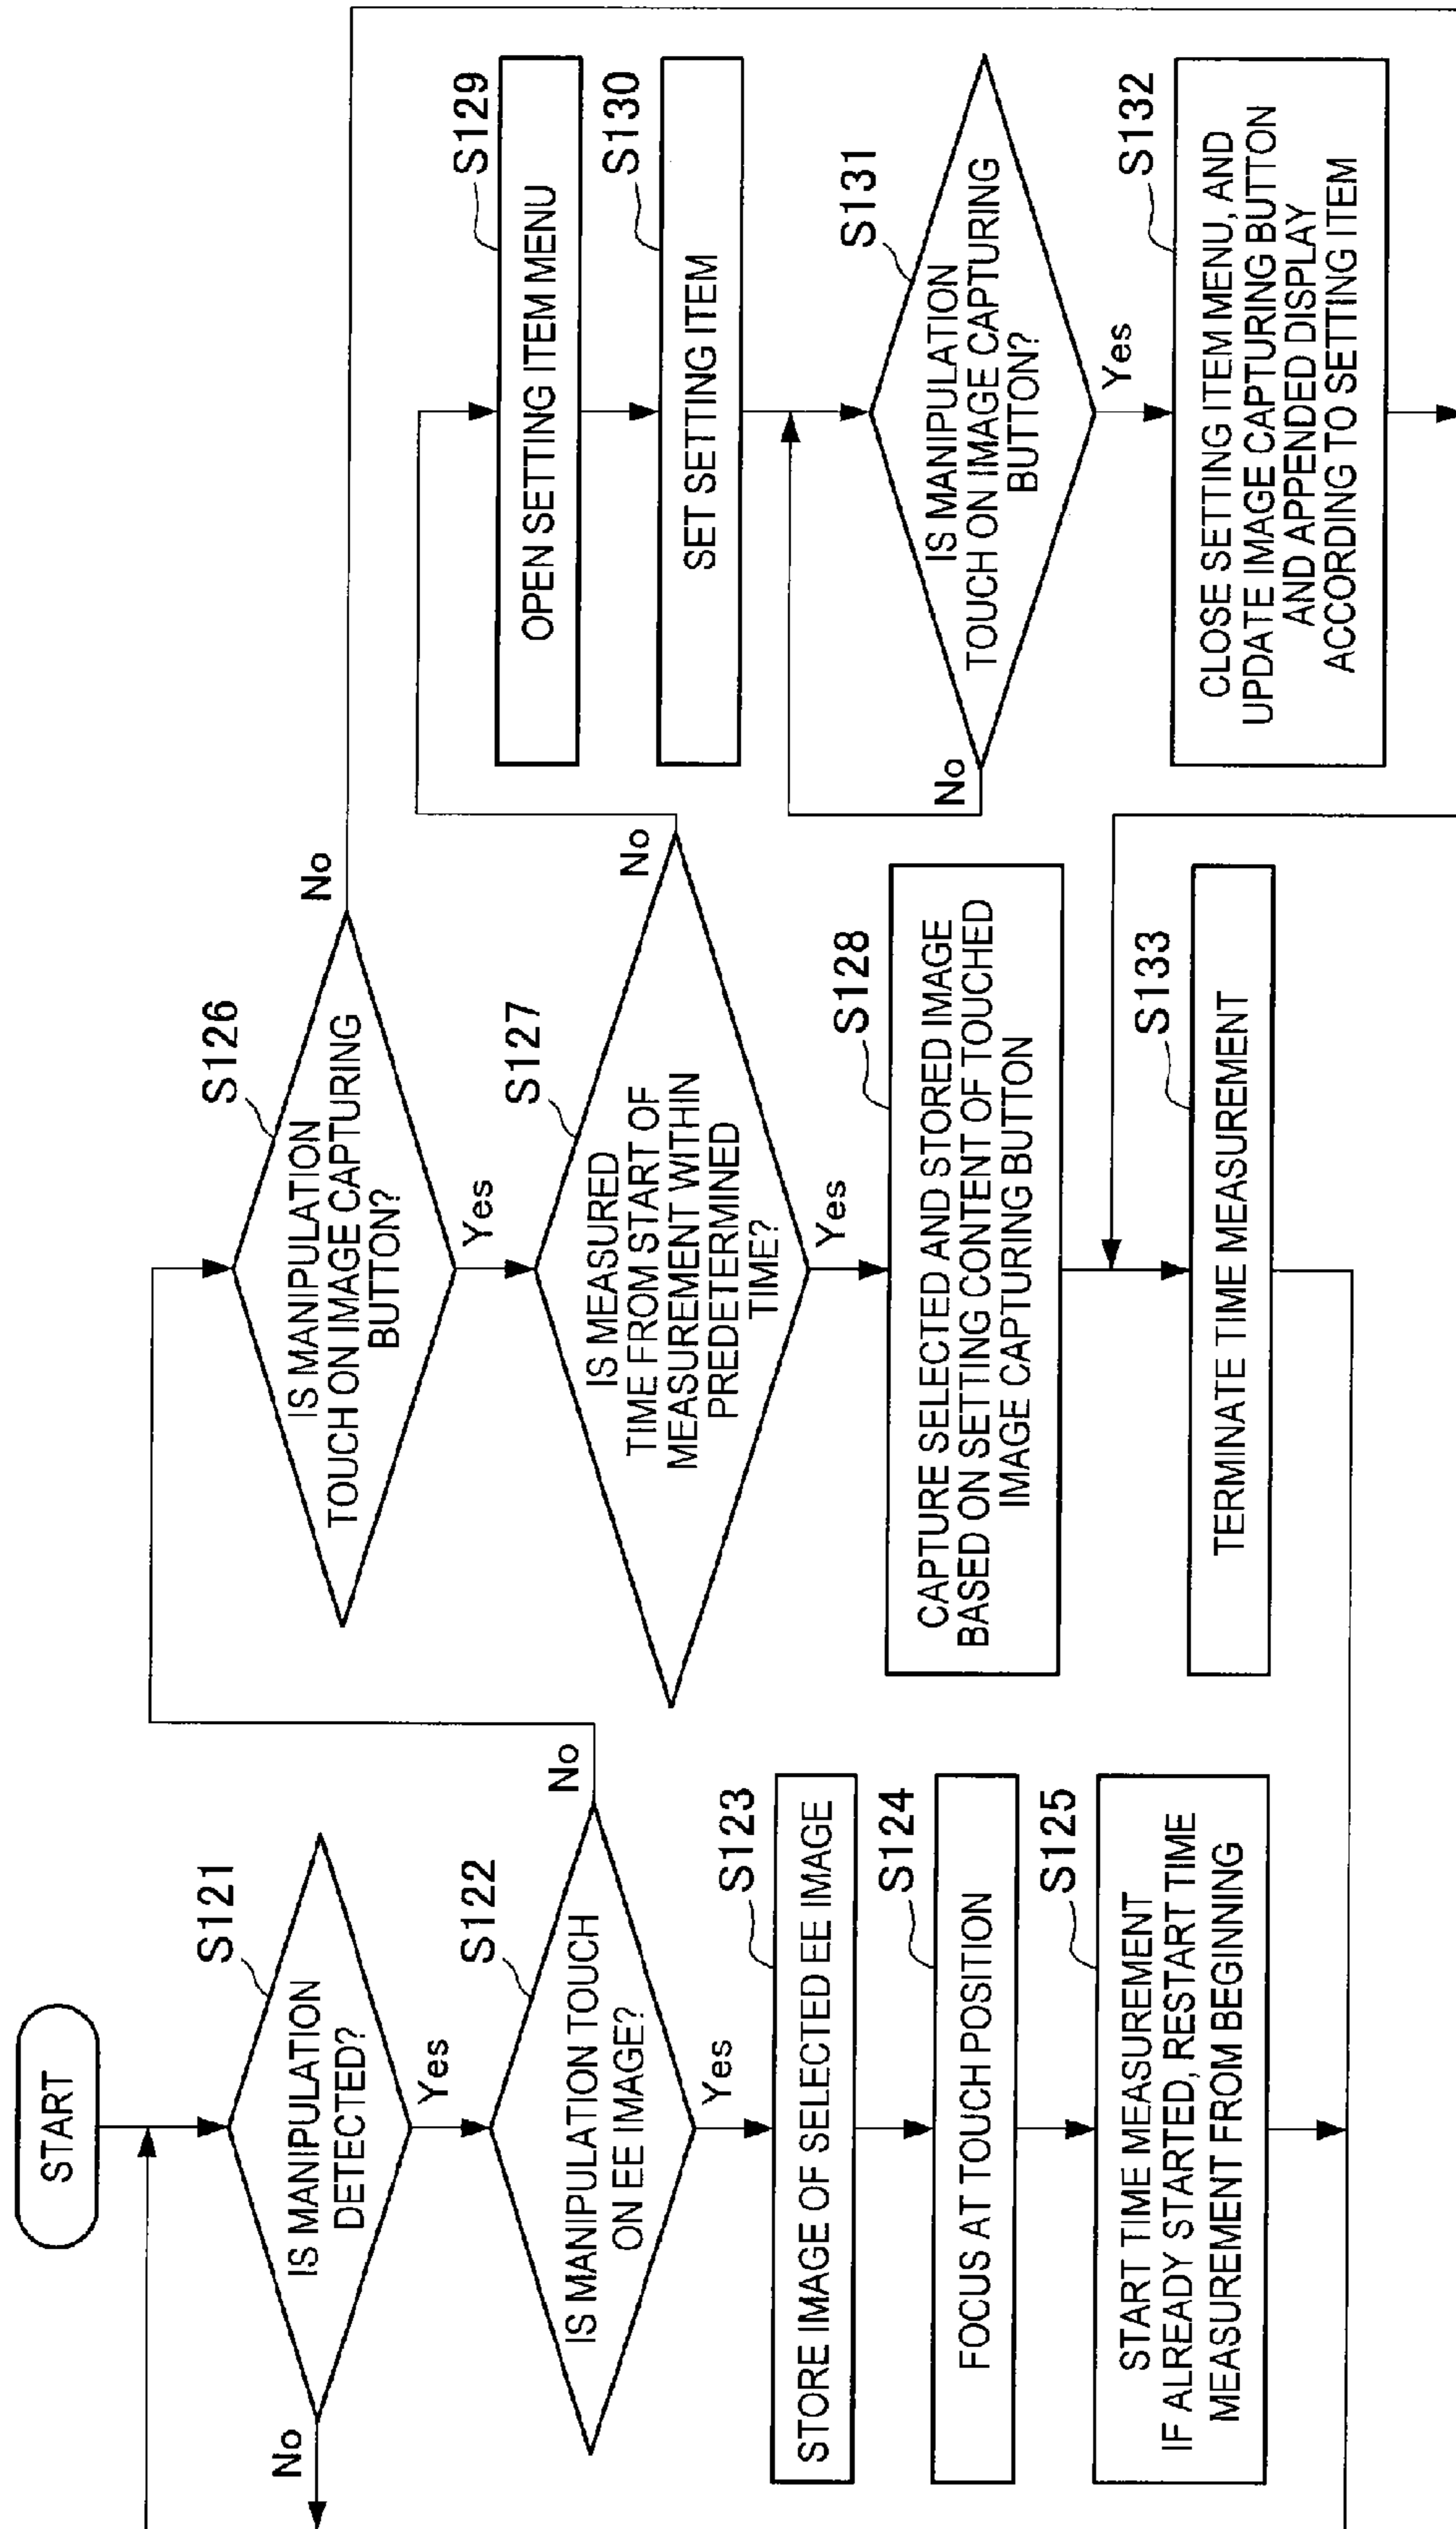 START
S121
IS MANIPULATION
DETECTED?
No
Yes
S122
IS MANIPULATION TOUCH
ON EE IMAGE?
No
Yes
S123
STORE IMAGE OF SELECTED EE IMAGE
S124
FOCUS AT TOUCH POSITION
S125
START TIME MEASUREMENT
IF ALREADY STARTED, RESTART TIME
MEASUREMENT FROM BEGINNING
S126
IS MANIPULATION
TOUCH ON IMAGE CAPTURING
BUTTON?
No
Yes
S127
IS MEASURED
TIME FROM START OF
MEASUREMENT WITHIN
PREDETERMINED
TIME?
No
Yes
S128
CAPTURE SELECTED AND STORED IMAGE
BASED ON SETTING CONTENT OF TOUCHED
IMAGE CAPTURING BUTTON
S133
TERMINATE TIME MEASUREMENT
S129
OPEN SETTING ITEM MENU
S130
SET SETTING ITEM
S131
IS MANIPULATION
TOUCH ON IMAGE CAPTURING
BUTTON?
No
Yes
S132
CLOSE SETTING ITEM MENU, AND
UPDATE IMAGE CAPTURING BUTTON
AND APPENDED DISPLAY
ACCORDING TO SETTING ITEM